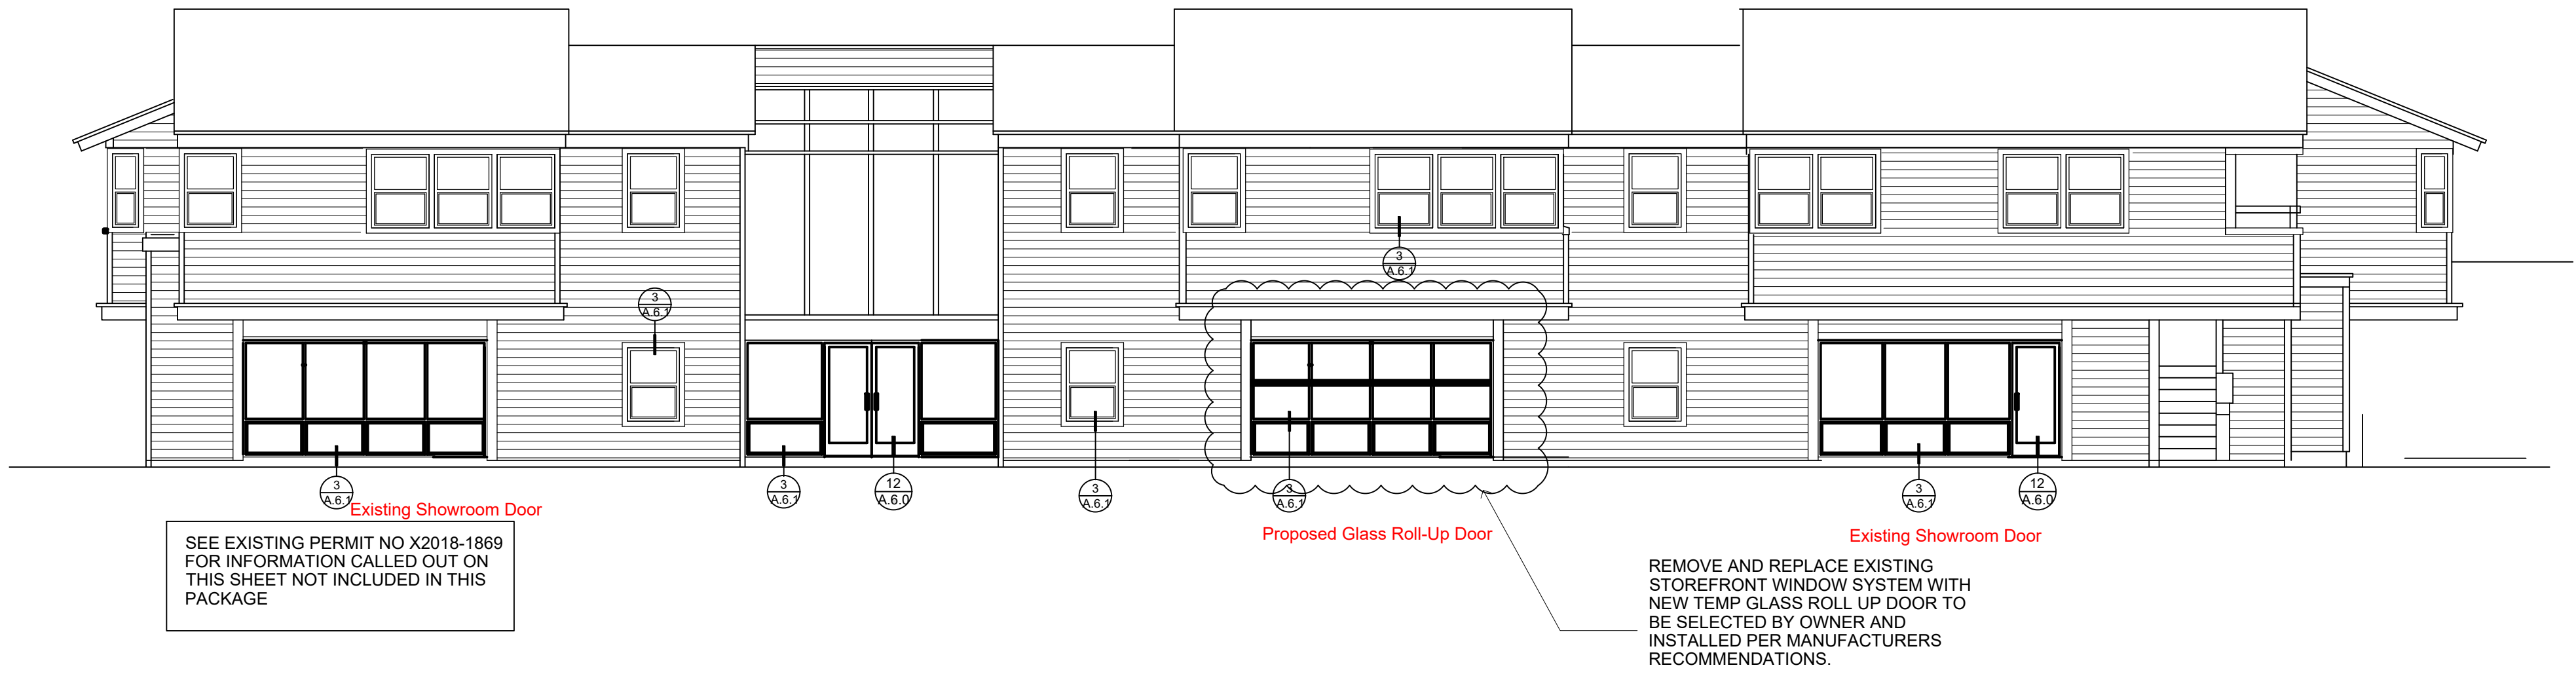 3
A.6.1
3
A.6.1
3
A.6.1
3
A.6.1
12
A.6.0
3
A.6.1
3
A.6.1
3
A.6.1
12
A.6.0
Existing Showroom Door
Proposed Glass Roll-Up Door
Existing Showroom Door
SEE EXISTING PERMIT NO X2018-1869
FOR INFORMATION CALLED OUT ON
THIS SHEET NOT INCLUDED IN THIS
PACKAGE
REMOVE AND REPLACE EXISTING
STOREFRONT WINDOW SYSTEM WITH
NEW TEMP GLASS ROLL UP DOOR TO
BE SELECTED BY OWNER AND
INSTALLED PER MANUFACTURERS
RECOMMENDATIONS.